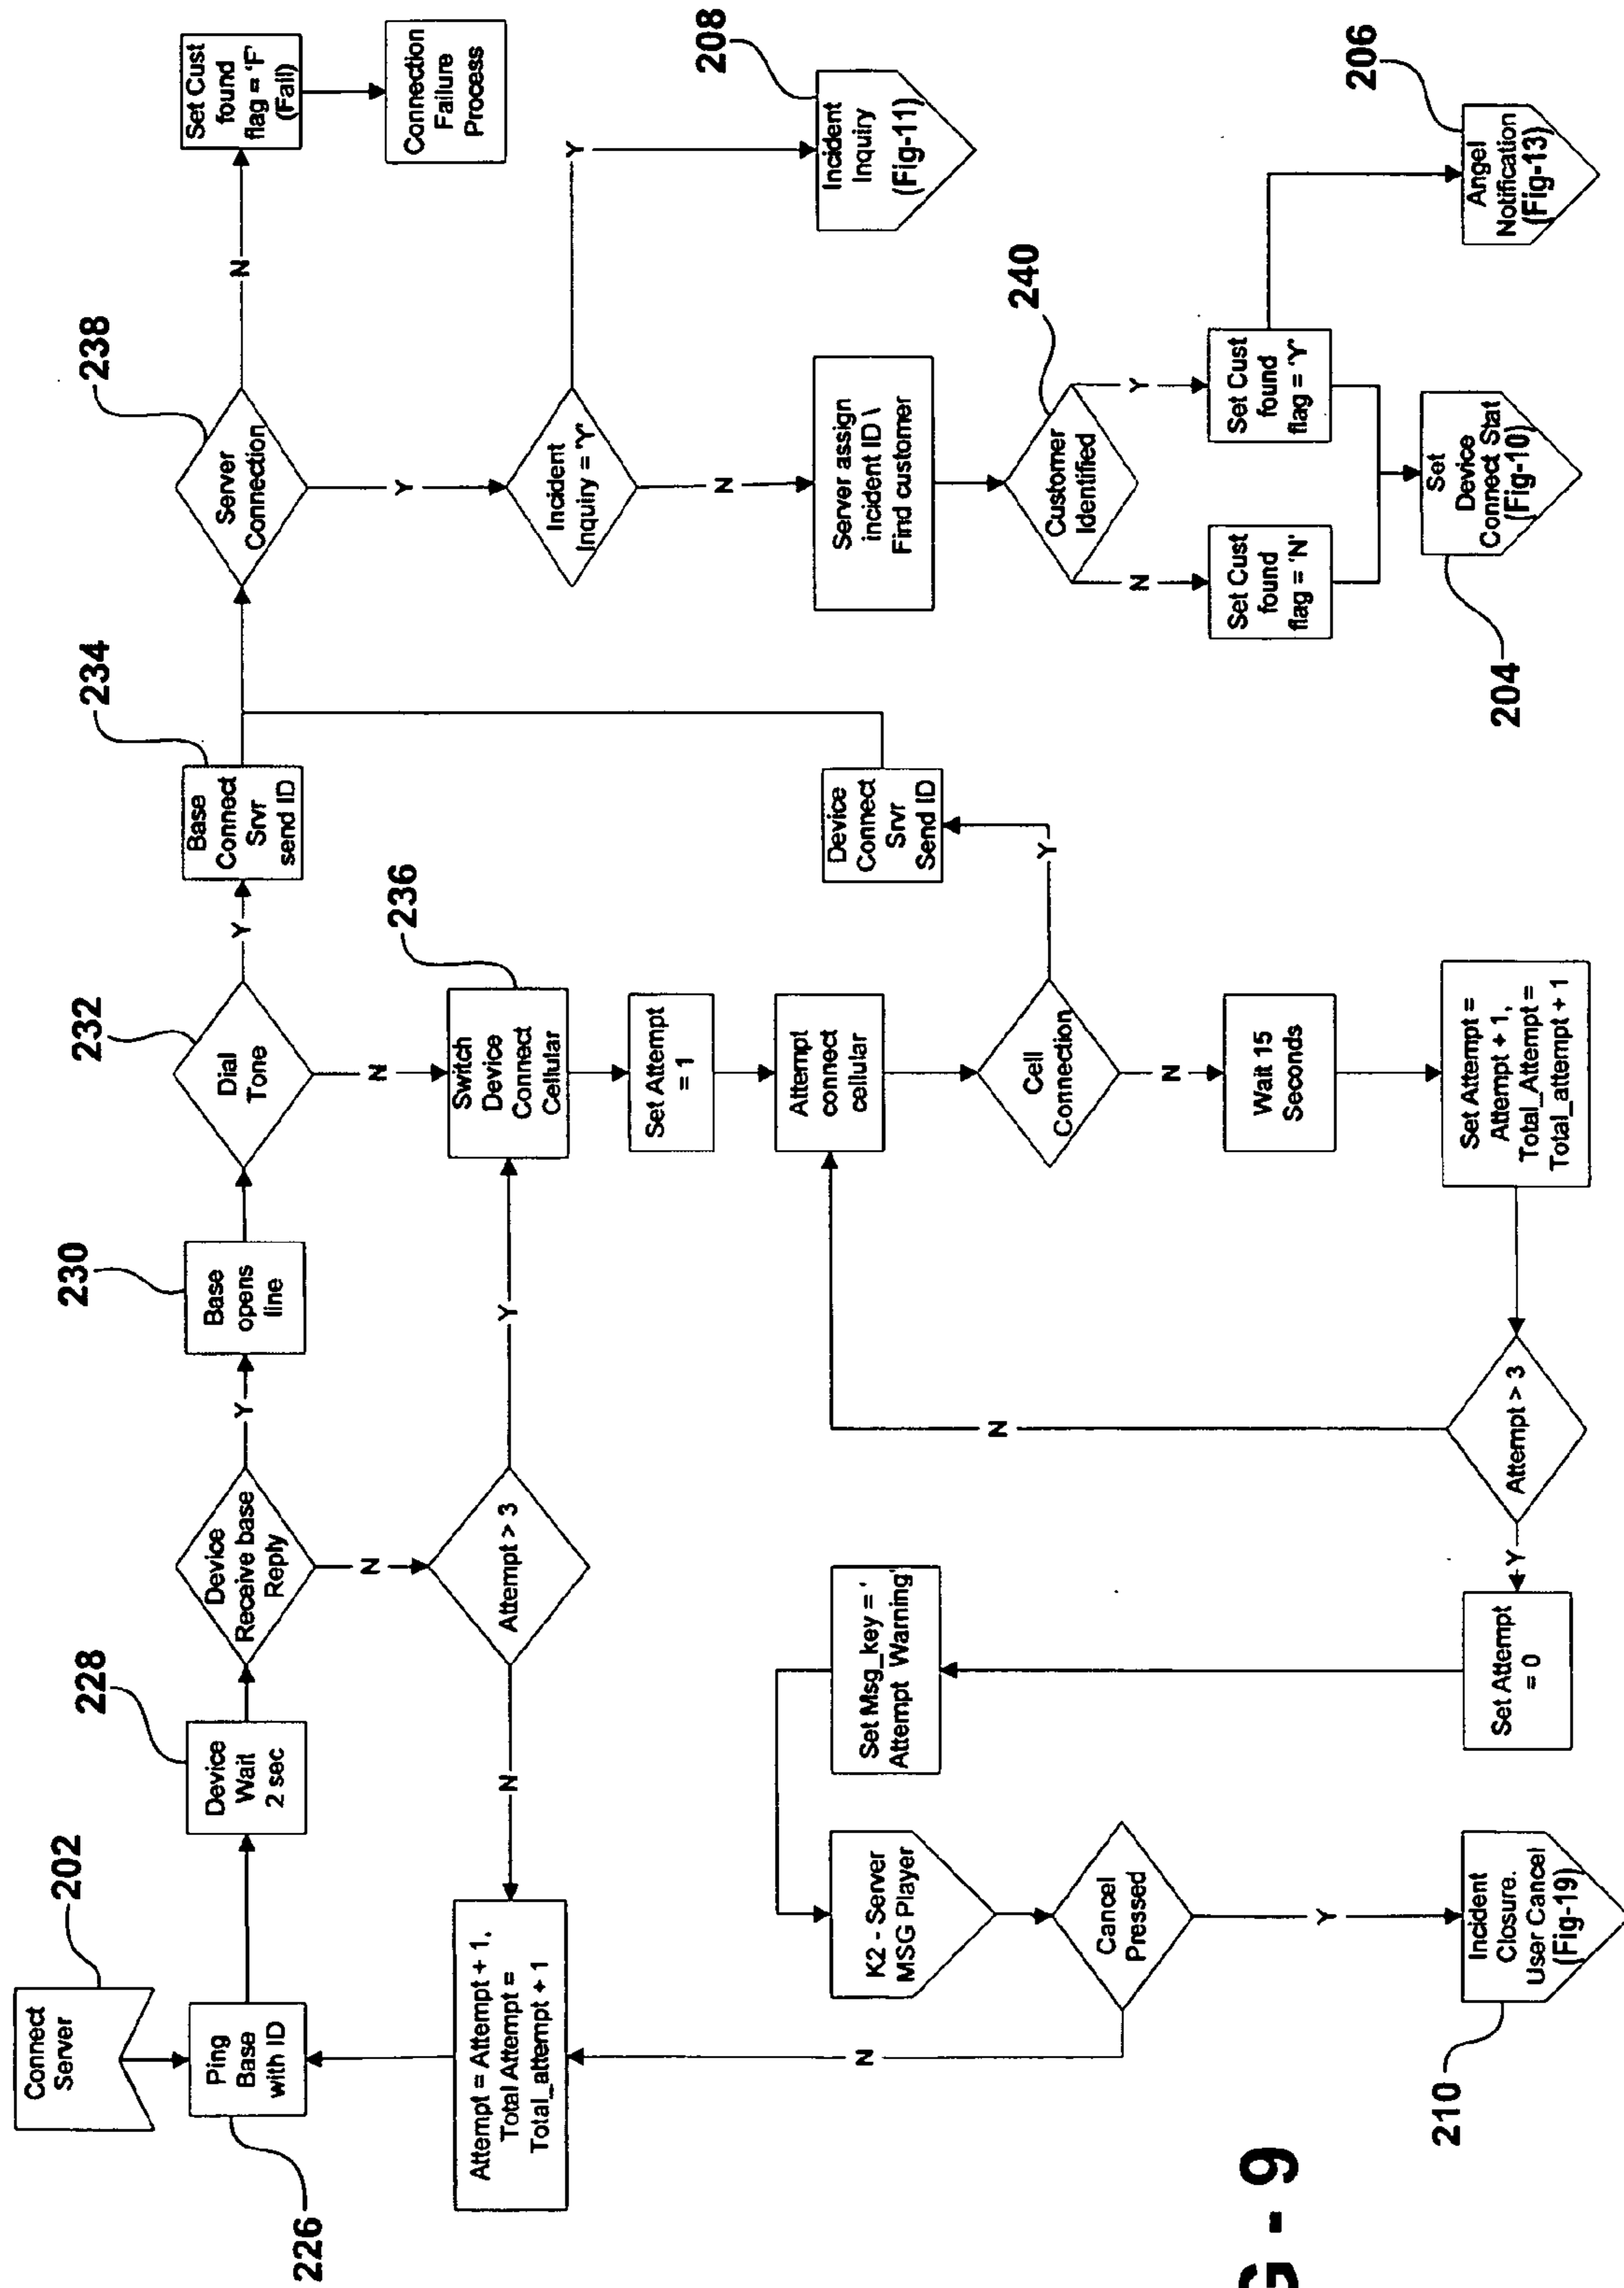 Connect
Server
202
Ping
Base
with ID
226
Device
Wait
2 sec
228
Device
Receive base
Reply
Y
Base
opens
line
230
Dial
Tone
232
Y
Base
Connect
Srvr
send ID
234
Server
Connection
238
N
Set Cust
found
flag = 'F'
(Fail)
Connection
Failure
Process
N
Attempt > 3
N
Y
Attempt = Attempt + 1,
Total Attempt =
Total_attempt + 1
N
Switch
Device
Connect
Cellular
236
Set Attempt
= 1
Attempt
connect
cellular
Cell
Connection
Y
Device
Connect
Srvr
Send ID
N
Wait 15
Seconds
Set Attempt =
Attempt + 1,
Total_Attempt =
Total_attempt + 1
Attempt > 3
N
Y
Set Attempt
= 0
Set Msg_key = '
Attempt Warning'
K2 - Server
MSG Player
Cancel
Pressed
N
Y
Incident
Closure.
User Cancel
(Fig-19)
210
Y
Incident
Inquiry = 'Y'
Y
Incident
Inquiry
(Fig-11)
208
N
Server assign
incident ID \
Find customer
Customer
Identified
240
N
Y
Set Cust
found
flag = 'N'
Set Cust
found
flag = 'Y'
Set
Device
Connect Stat
(Fig-10)
204
Angel
Notification
(Fig-13)
206
G - 9